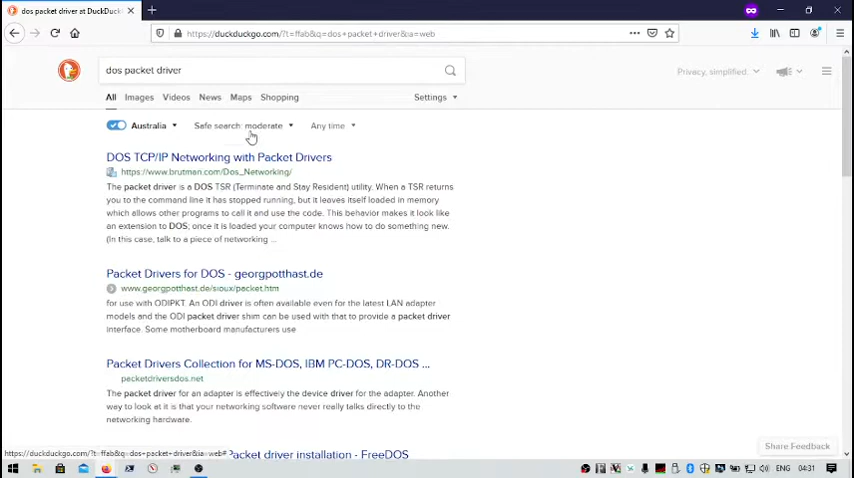 dos packet driver at DuckDuck
https://duckduckgo.com/?t=ffab&q=dos+packet+driver&ia=web
dos packet driver
Privacy, simplified.
All Images Videos News Maps Shopping Settings
Australia Safe search: moderate Any time
DOS TCP/IP Networking with Packet Drivers
https://www.brutman.com/Dos_Networking/
The packet driver is a DOS TSR (Terminate and Stay Resident) utility. When a TSR returns
you to the command line it has stopped running, but it leaves itself loaded in memory
which allows other programs to call it and use the code. This behavior makes it look like
an extension to DOS; once it is loaded your computer knows how to do something new.
(In this case, talk to a piece of networking ...
Packet Drivers for DOS - georgpotthast.de
www.georgpotthast.de/sioux/packet.htm
for use with ODIPKT. An ODI driver is often available even for the latest LAN adapter
models and the ODI packet driver shim can be used with that to provide a packet driver
interface. Some motherboard manufacturers use
Packet Drivers Collection for MS-DOS, IBM PC-DOS, DR-DOS ...
packetdriversdos.net
The packet driver for an adapter is effectively the device driver for the adapter. Another
way to look at it is that your networking software never really talks directly to the
networking hardware.
Share Feedback
https://duckduckgo.com/?t=ffab&q=dos+packet+driver&ia=web#
Packet driver installation - FreeDOS
ENG 04:31